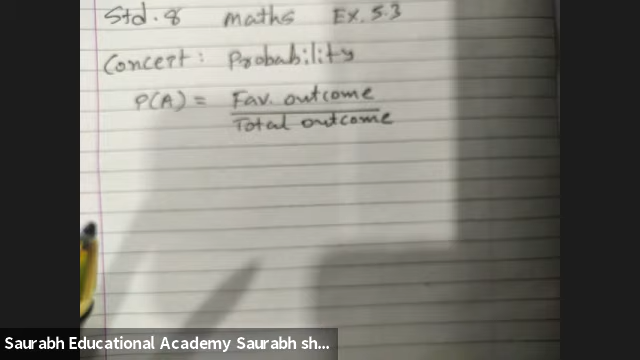 Std. 8 maths Ex. 5.3
Concept: Probability
P(A) = Fav. outcome
Total outcome
Saurabh Educational Academy Saurabh sh...